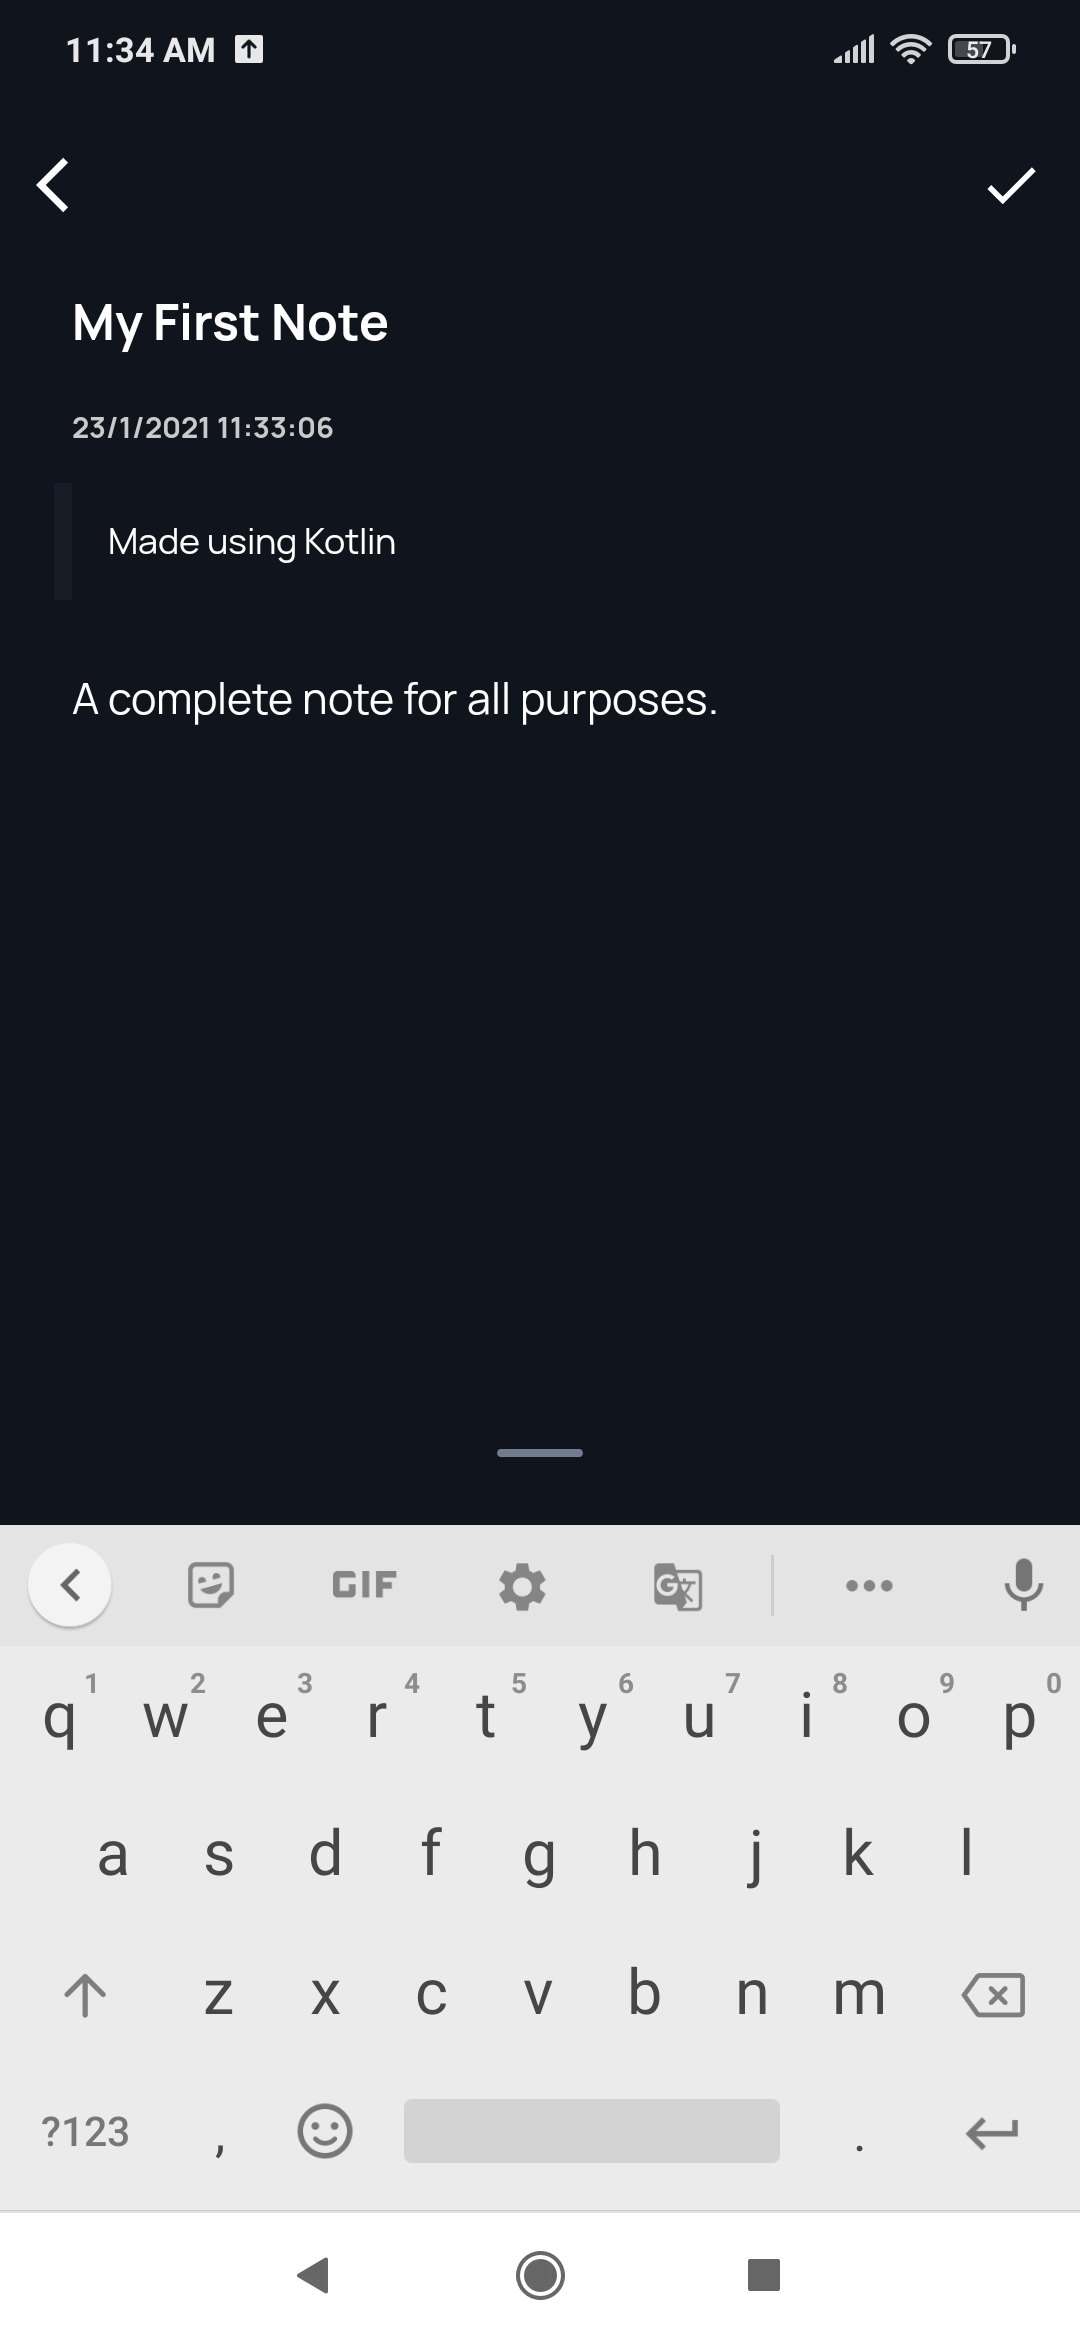 11:34 AM
57
My First Note
23/1/2021 11:33:06
Made using Kotlin
A complete note for all purposes.
GIF
G 文
q 1 w 2 e 3 r 4 t 5 y 6 u 7 i 8 o 9 p 0
a s d f g h j k l
z x c v b n m
?123 , .